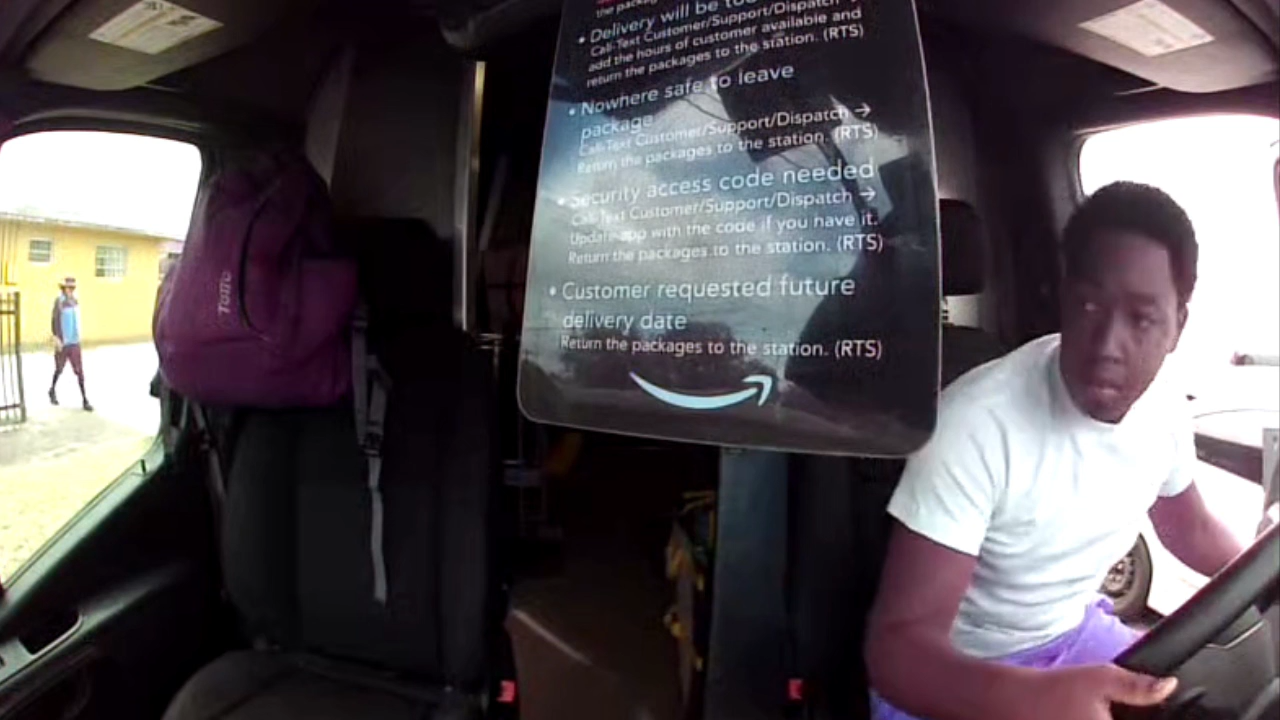 the packag
• Delivery will be too
Call-Text Customer/Support/Dispatch
add the hours of customer available and
return the packages to the station. (RTS)
• Nowhere safe to leave
package
Call-Text Customer/Support/Dispatch →
Return the packages to the station. (RTS)
• Security access code needed
Call-Text Customer/Support/Dispatch →
Update app with the code if you have it.
Return the packages to the station. (RTS)
• Customer requested future
delivery date
Return the packages to the station. (RTS)
Totto